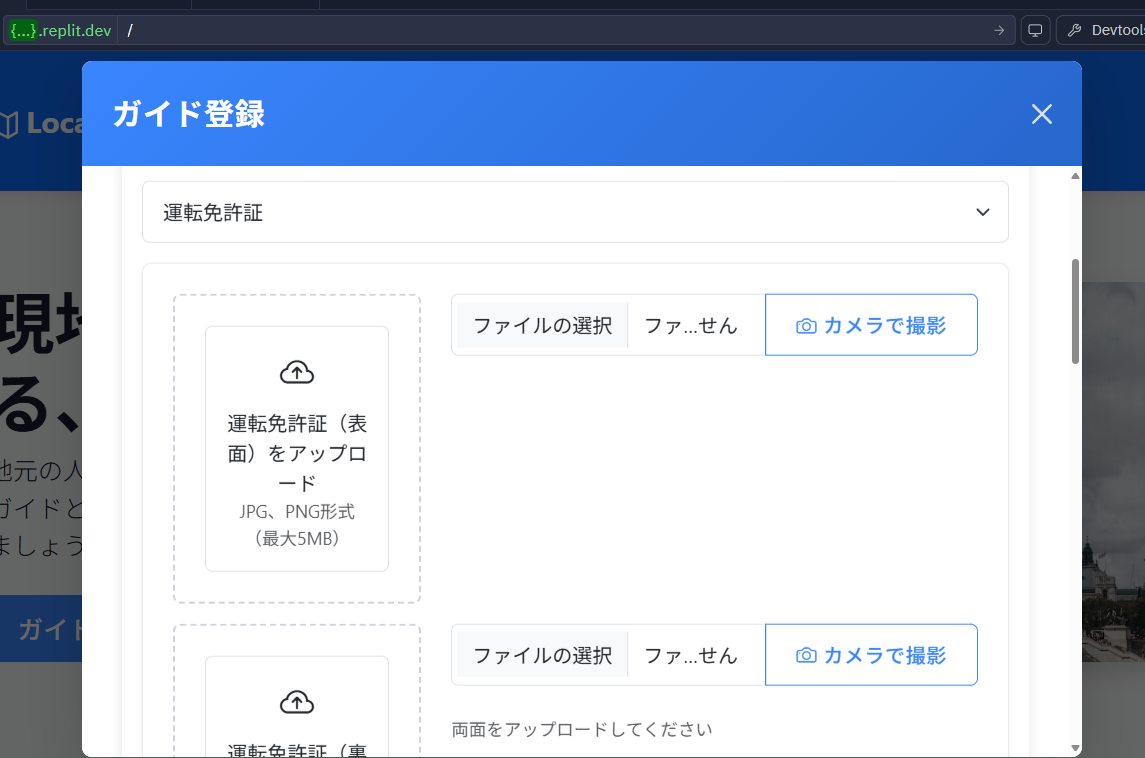 {...}.replit.dev /
Devtools
Loca
ガイド登録
運転免許証
ファイルの選択 ファ...せん カメラで撮影
運転免許証（表
面）をアップロ
ード
JPG、PNG形式
（最大5MB）
現地
る、
地元の人
ガイドと
ましょう
ガイド
ファイルの選択 ファ...せん カメラで撮影
両面をアップロードしてください
運転免許証（裏